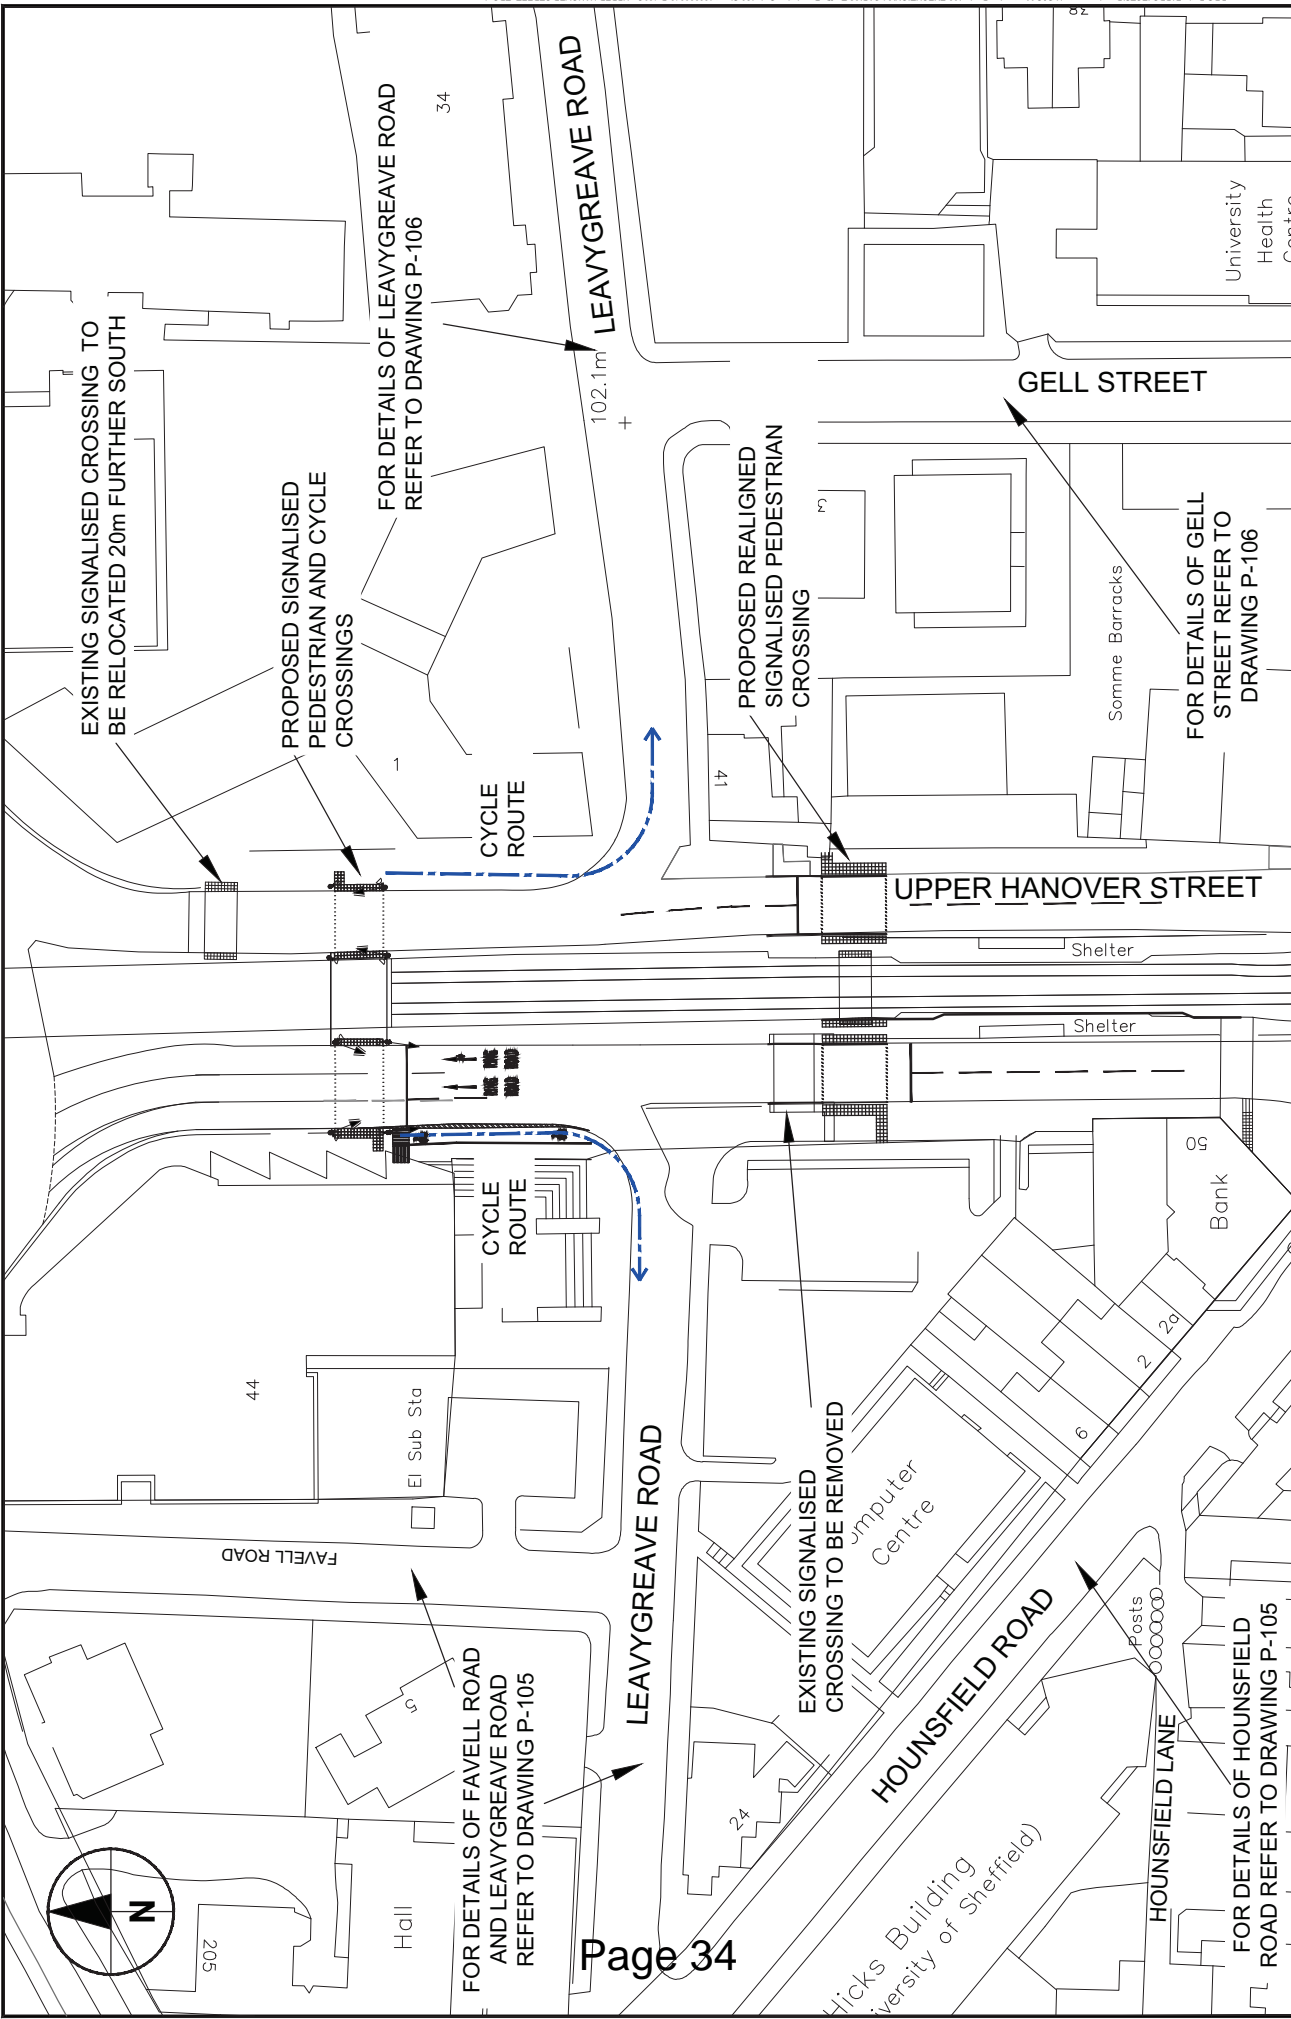 EXISTING SIGNALISED CROSSING TO
BE RELOCATED 20m FURTHER SOUTH
PROPOSED SIGNALISED
PEDESTRIAN AND CYCLE
CROSSINGS
FOR DETAILS OF LEAVYGREAVE ROAD
REFER TO DRAWING P-106
34
LEAVYGREAVE ROAD
102.1m
38
University
Health
GELL STREET
PROPOSED REALIGNED
SIGNALISED PEDESTRIAN
CROSSING
3
Somme Barracks
FOR DETAILS OF GELL
STREET REFER TO
DRAWING P-106
1
CYCLE
ROUTE
41
UPPER HANOVER STREET
Shelter
Shelter
CYCLE
ROUTE
50
Bank
2a
2
6
44
El Sub Sta
FAVELL ROAD
LEAVYGREAVE ROAD
EXISTING SIGNALISED
CROSSING TO BE REMOVED
Centre
HOUNSFIELD ROAD
Posts
FOR DETAILS OF FAVELL ROAD
AND LEAVYGREAVE ROAD
REFER TO DRAWING P-105
5
24
HOUNSFIELD LANE
FOR DETAILS OF HOUNSFIELD
ROAD REFER TO DRAWING P-105
Hicks Building
of Sheffield)
N
205
Hall
Page 34